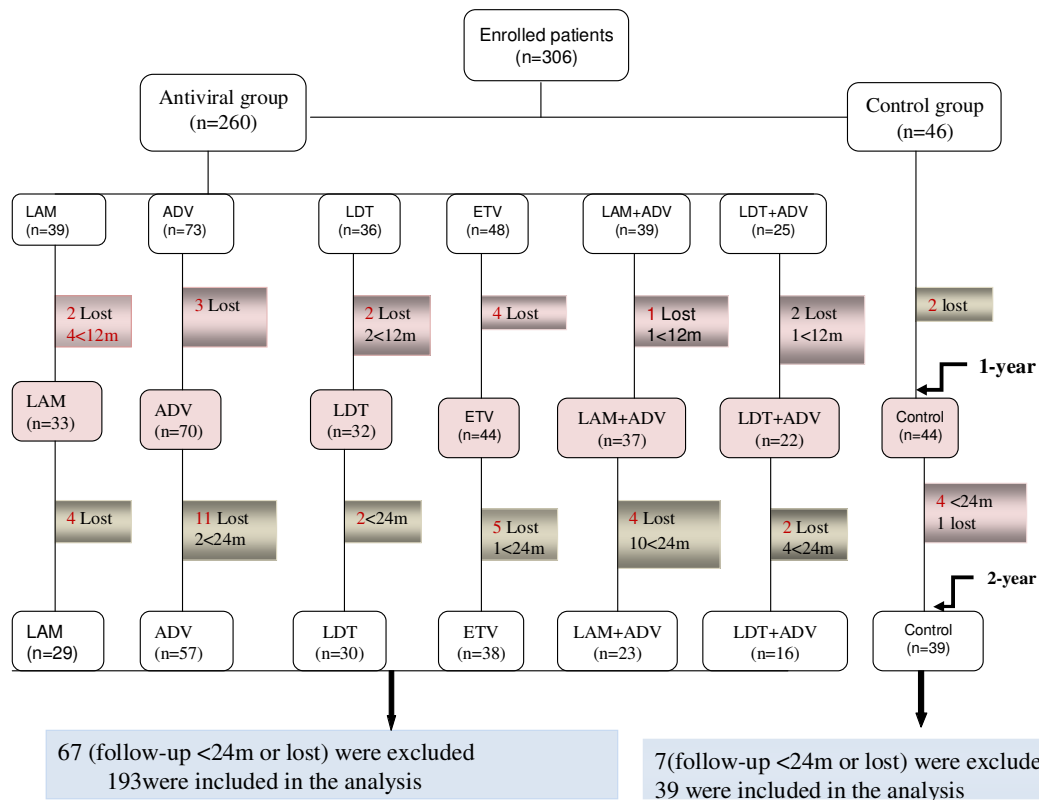 Enrolled patients
(n=306)
Antiviral group
(n=260)
Control group
(n=46)
LAM
(n=39)
ADV
(n=73)
LDT
(n=36)
ETV
(n=48)
LAM+ADV
(n=39)
LDT+ADV
(n=25)
2 Lost
4<12m
3 Lost
2 Lost
2<12m
4 Lost
1 Lost
1<12m
2 Lost
1<12m
2 lost
1-year
LAM
(n=33)
ADV
(n=70)
LDT
(n=32)
ETV
(n=44)
LAM+ADV
(n=37)
LDT+ADV
(n=22)
Control
(n=44)
4 Lost
11 Lost
2<24m
2<24m
5 Lost
1<24m
4 Lost
10<24m
2 Lost
4<24m
4 <24m
1 lost
2-year
LAM
(n=29)
ADV
(n=57)
LDT
(n=30)
ETV
(n=38)
LAM+ADV
(n=23)
LDT+ADV
(n=16)
Control
(n=39)
67 (follow-up <24m or lost) were excluded
193were included in the analysis
7(follow-up <24m or lost) were exclude
39 were included in the analysis